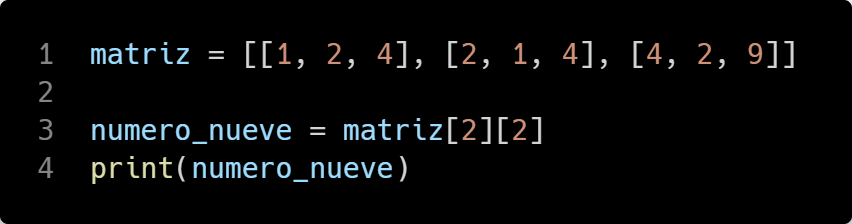 1 matriz = [[1, 2, 4], [2, 1, 4], [4, 2, 9]]
2
3 numero_nueve = matriz[2][2]
4 print(numero_nueve)